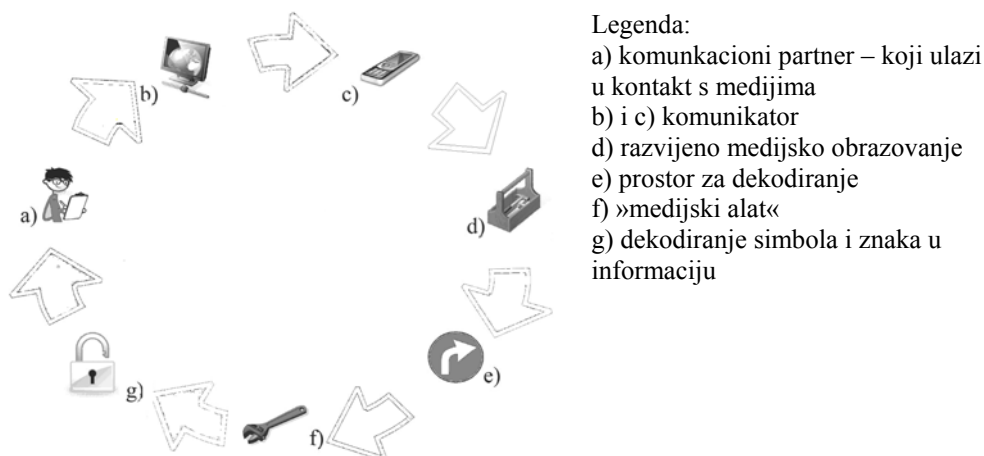 b)
c)
a)
d)
g)
e)
f)
Legenda:
a) komunkacioni partner – koji ulazi
u kontakt s medijima
b) i c) komunikator
d) razvijeno medijsko obrazovanje
e) prostor za dekodiranje
f) »medijski alat«
g) dekodiranje simbola i znaka u
informaciju